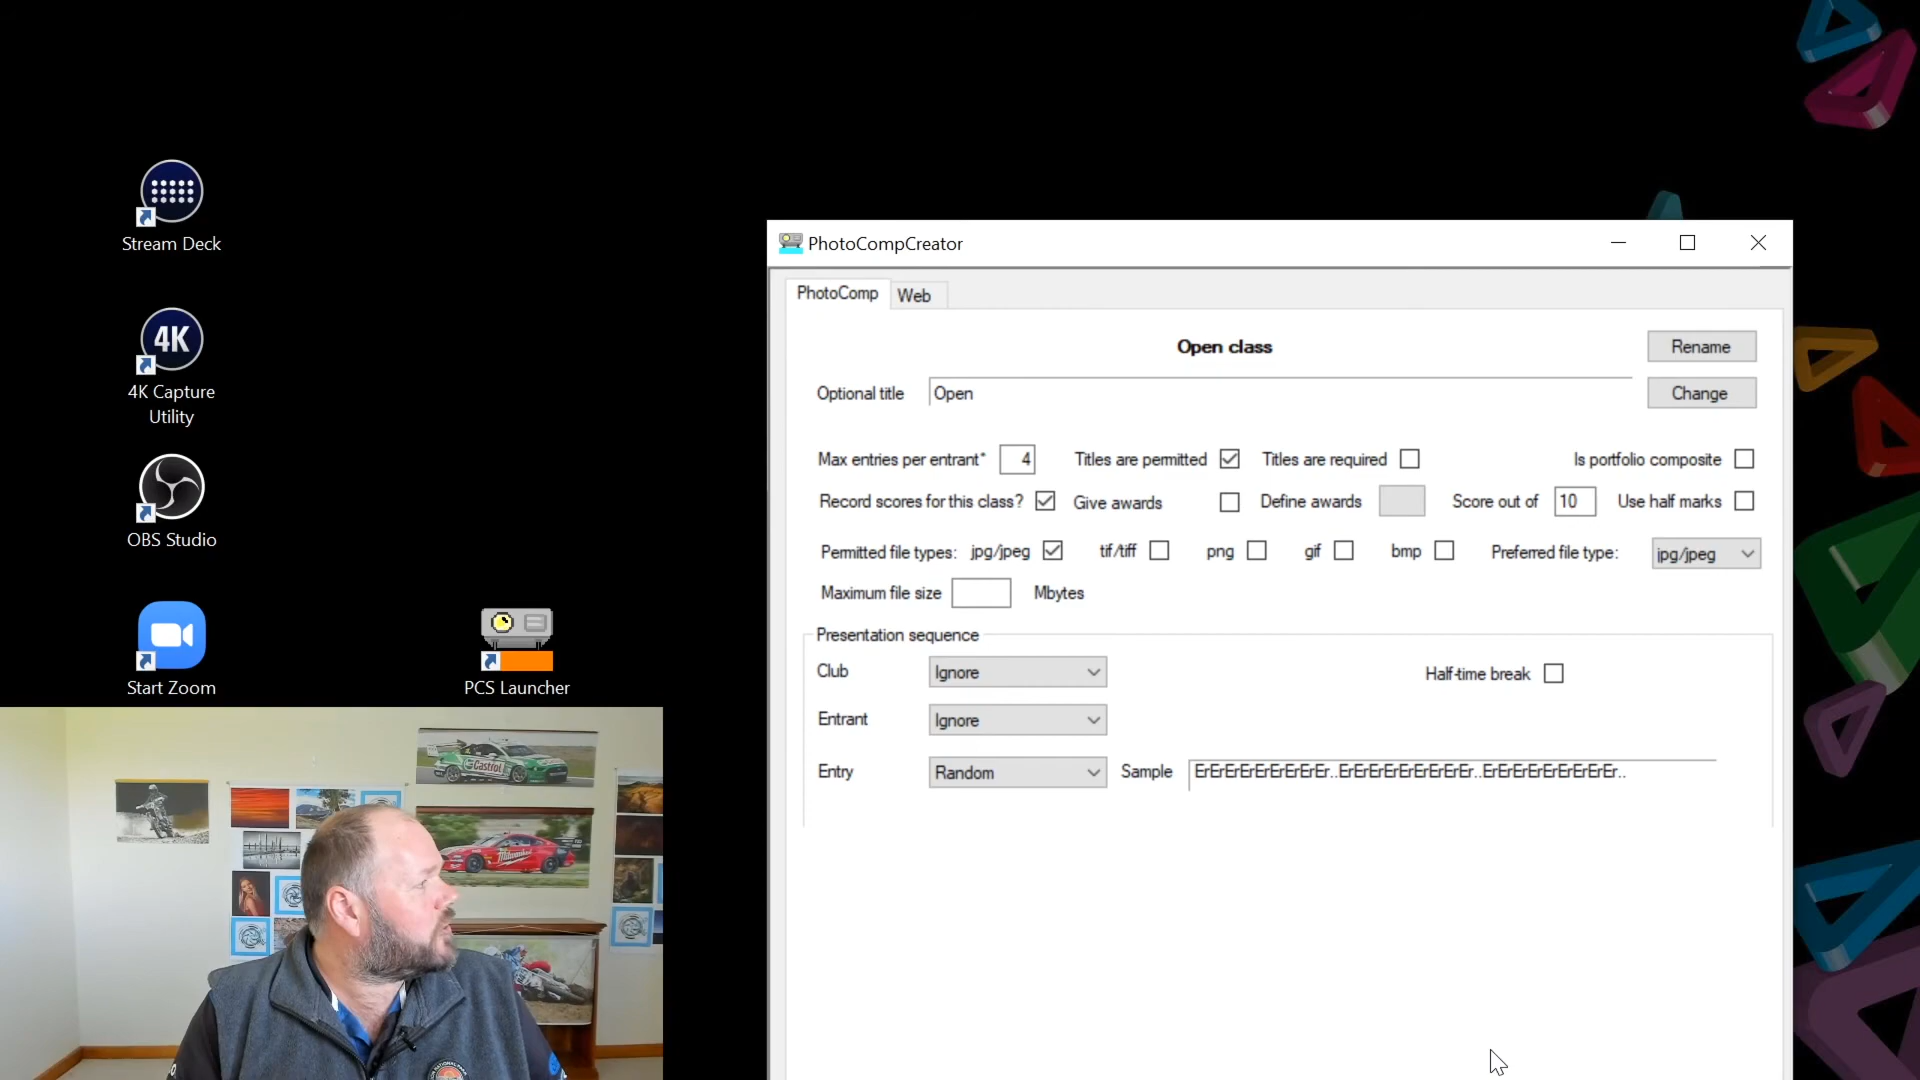 Stream Deck
4K
4K Capture
Utility
OBS Studio
Start Zoom
PCS Launcher
PhotoCompCreator
PhotoComp
Web
Open class
Rename
Optional title
Open
Change
Max entries per entrant*
4
Titles are permitted
Titles are required
Is portfolio composite
Record scores for this class?
Give awards
Define awards
Score out of
10
Use half marks
Permitted file types:
jpg/jpeg
tif/tiff
png
gif
bmp
Preferred file type:
jpg/jpeg
Maximum file size
Mbytes
Presentation sequence
Club
Ignore
Half-time break
Entrant
Ignore
Entry
Random
Sample
ErErErErErErErErEr..ErErErErErErErErEr..ErErErErErErErErEr..
Castrol
Milwaukee